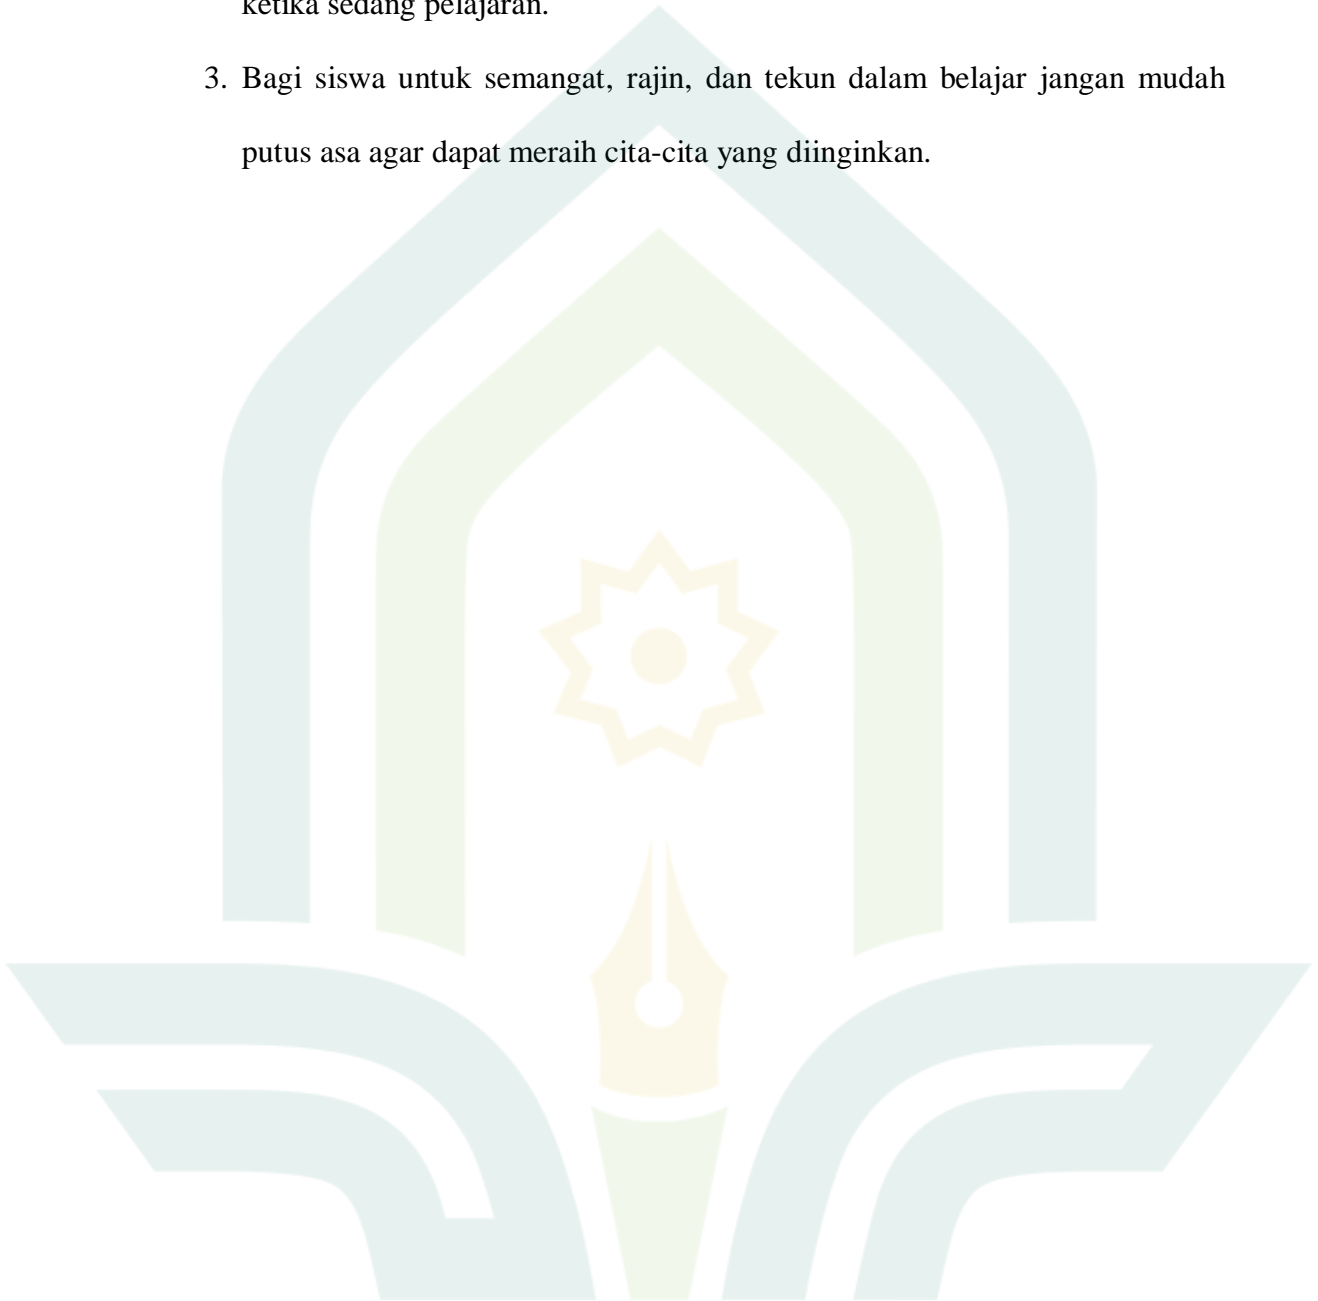 ketika sedang pelajaran.
3. Bagi siswa untuk semangat, rajin, dan tekun dalam belajar jangan mudah
putus asa agar dapat meraih cita-cita yang diinginkan.